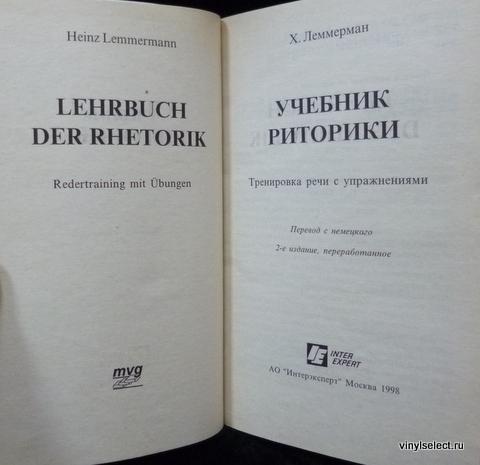 Heinz Lemmermann
LEHRBUCH
DER RHETORIK
Redertraining mit Übungen
mvg
Х. Леммерман
УЧЕБНИК
РИТОРИКИ
Тренировка речи с упражнениями
Перевод с немецкого
2-е издание, переработанное
INTER
EXPERT
АО "Интерэксперт" Москва 1998
vinylselect.ru